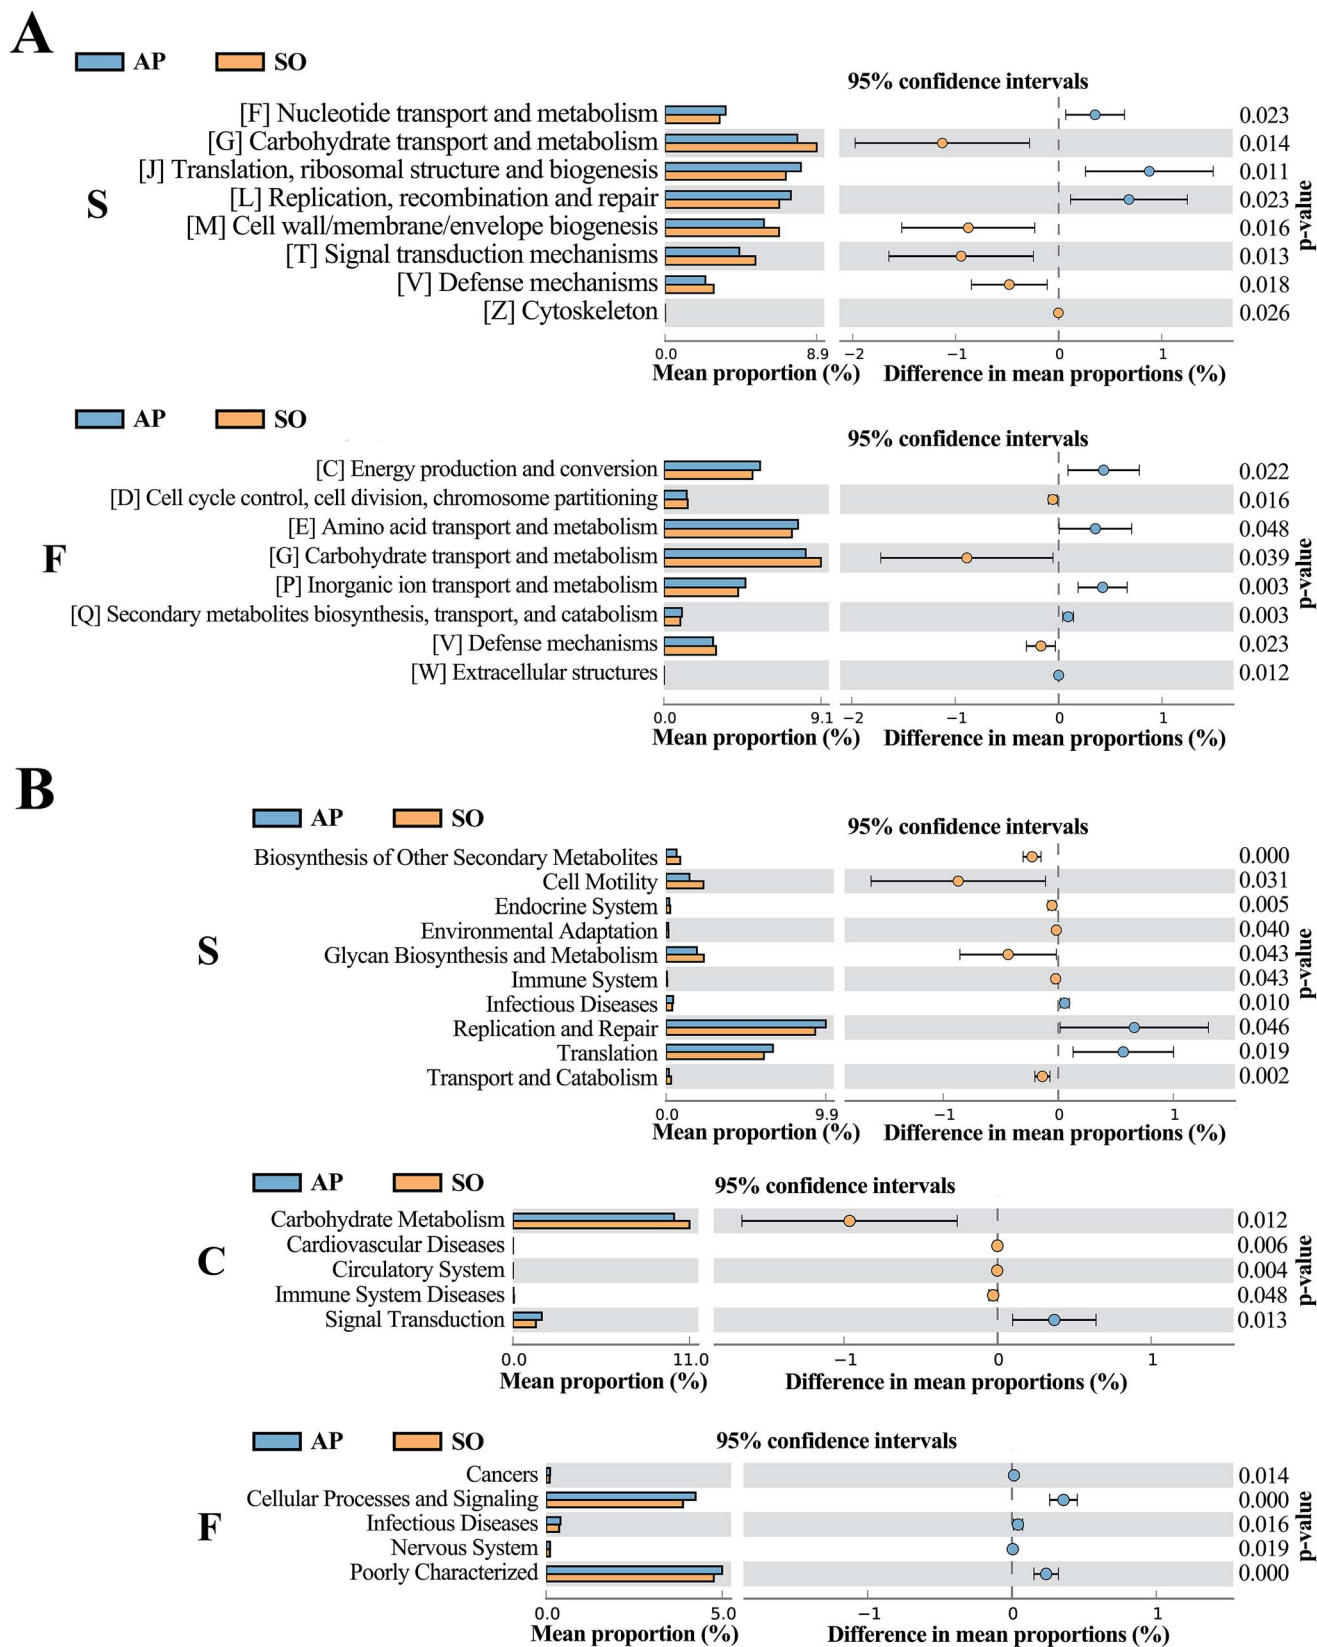 A
AP SO
95% confidence intervals
[F] Nucleotide transport and metabolism 0.023
[G] Carbohydrate transport and metabolism 0.014
[J] Translation, ribosomal structure and biogenesis 0.011
[L] Replication, recombination and repair 0.023
S
[M] Cell wall/membrane/envelope biogenesis 0.016
[T] Signal transduction mechanisms 0.013
[V] Defense mechanisms 0.018
[Z] Cytoskeleton 0.026
p-value
0.0 8.9 −2 −1 0 1
Mean proportion (%) Difference in mean proportions (%)
AP SO
95% confidence intervals
[C] Energy production and conversion 0.022
[D] Cell cycle control, cell division, chromosome partitioning 0.016
[E] Amino acid transport and metabolism 0.048
F
[G] Carbohydrate transport and metabolism 0.039
[P] Inorganic ion transport and metabolism 0.003
[Q] Secondary metabolites biosynthesis, transport, and catabolism 0.003
[V] Defense mechanisms 0.023
[W] Extracellular structures 0.012
p-value
0.0 9.1 −2 −1 0 1
Mean proportion (%) Difference in mean proportions (%)
B
AP SO
95% confidence intervals
Biosynthesis of Other Secondary Metabolites 0.000
Cell Motility 0.031
Endocrine System 0.005
Environmental Adaptation 0.040
S
Glycan Biosynthesis and Metabolism 0.043
Immune System 0.043
Infectious Diseases 0.010
Replication and Repair 0.046
Translation 0.019
Transport and Catabolism 0.002
p-value
0.0 9.9 −1 0 1
Mean proportion (%) Difference in mean proportions (%)
AP SO
95% confidence intervals
Carbohydrate Metabolism 0.012
Cardiovascular Diseases 0.006
C
Circulatory System 0.004
Immune System Diseases 0.048
Signal Transduction 0.013
p-value
0.0 11.0 −1 0 1
Mean proportion (%) Difference in mean proportions (%)
AP SO
95% confidence intervals
Cancers 0.014
Cellular Processes and Signaling 0.000
F
Infectious Diseases 0.016
Nervous System 0.019
Poorly Characterized 0.000
p-value
0.0 5.0 −1 0 1
Mean proportion (%) Difference in mean proportions (%)